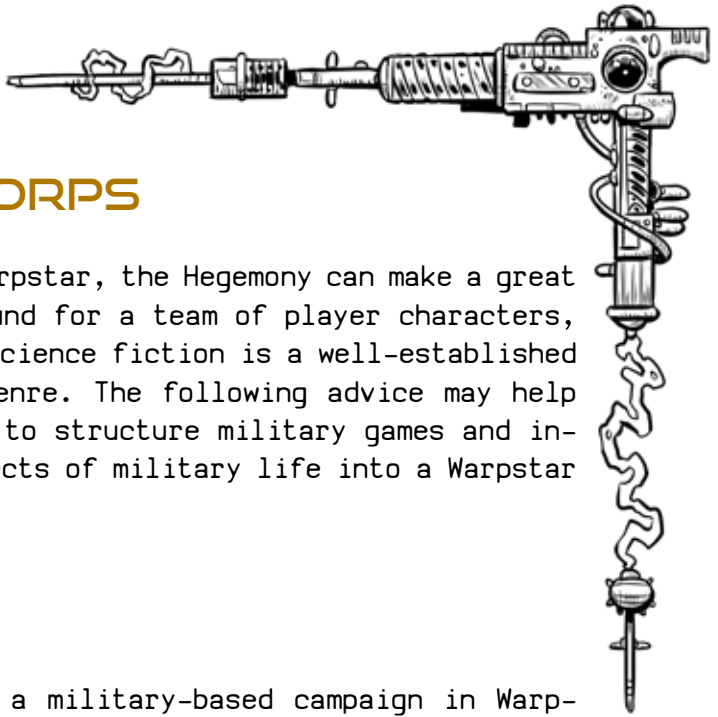 ORPS
rpstar, the Hegemony can make a great
und for a team of player characters,
cience fiction is a well-established
enre. The following advice may help
to structure military games and in-
cts of military life into a Warpstar
a military-based campaign in Warp-